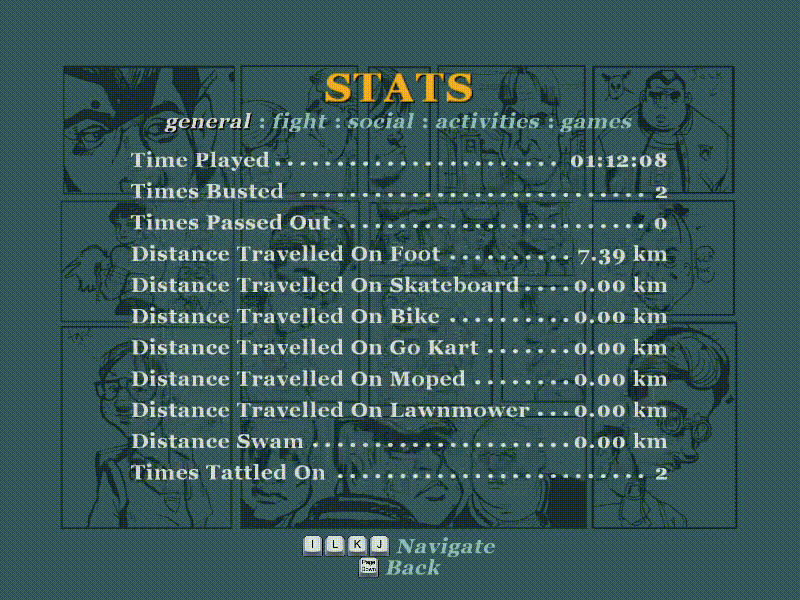 STATS
general : fight : social : activities : games
Time Played 01:12:08
Times Busted 2
Times Passed Out 0
Distance Travelled On Foot 7.39 km
Distance Travelled On Skateboard 0.00 km
Distance Travelled On Bike 0.00 km
Distance Travelled On Go Kart 0.00 km
Distance Travelled On Moped 0.00 km
Distance Travelled On Lawnmower 0.00 km
Distance Swam 0.00 km
Times Tattled On 2
I L K J Navigate
Page Down Back